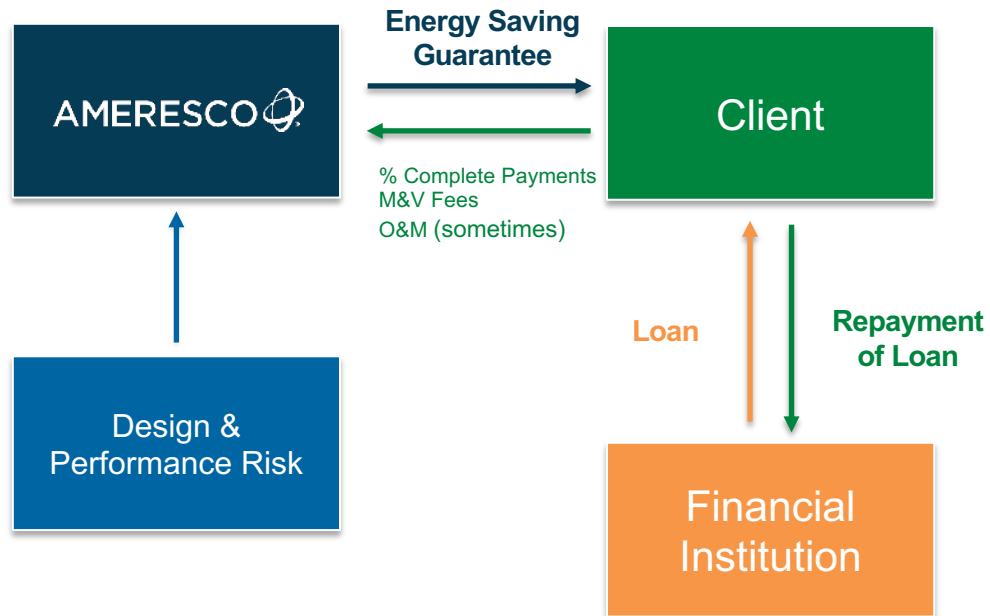 Energy Saving
Guarantee
AMERESCO
Client
% Complete Payments
M&V Fees
O&M (sometimes)
Loan
Repayment
of Loan
Design &
Performance Risk
Financial
Institution